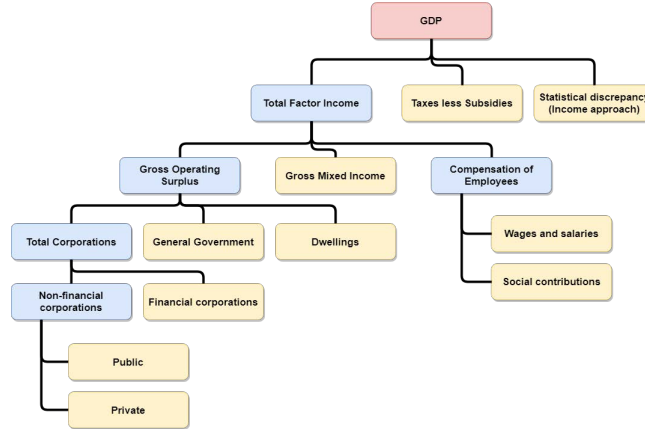 GDP
Total Factor Income
Taxes less Subsidies
Statistical discrepancy
(Income approach)
Gross Operating
Surplus
Gross Mixed Income
Compensation of
Employees
Total Corporations
General Government
Dwellings
Wages and salaries
Social contributions
Non-financial
corporations
Financial corporations
Public
Private